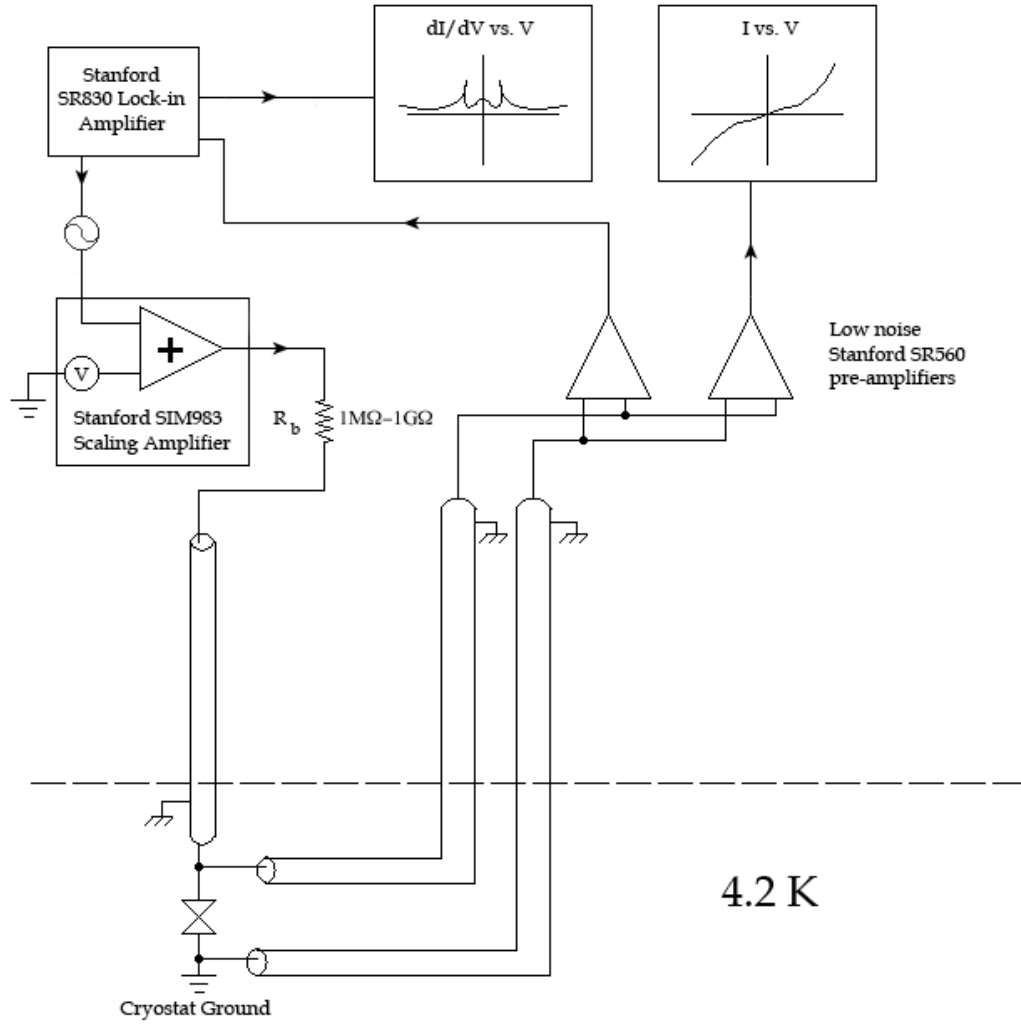 dI/dV vs. V
I vs. V
Stanford
SR830 Lock-in
Amplifier
+
V
Stanford SIM983
Scaling Amplifier
R_b
1MΩ−1GΩ
Low noise
Stanford SR560
pre-amplifiers
4.2 K
Cryostat Ground